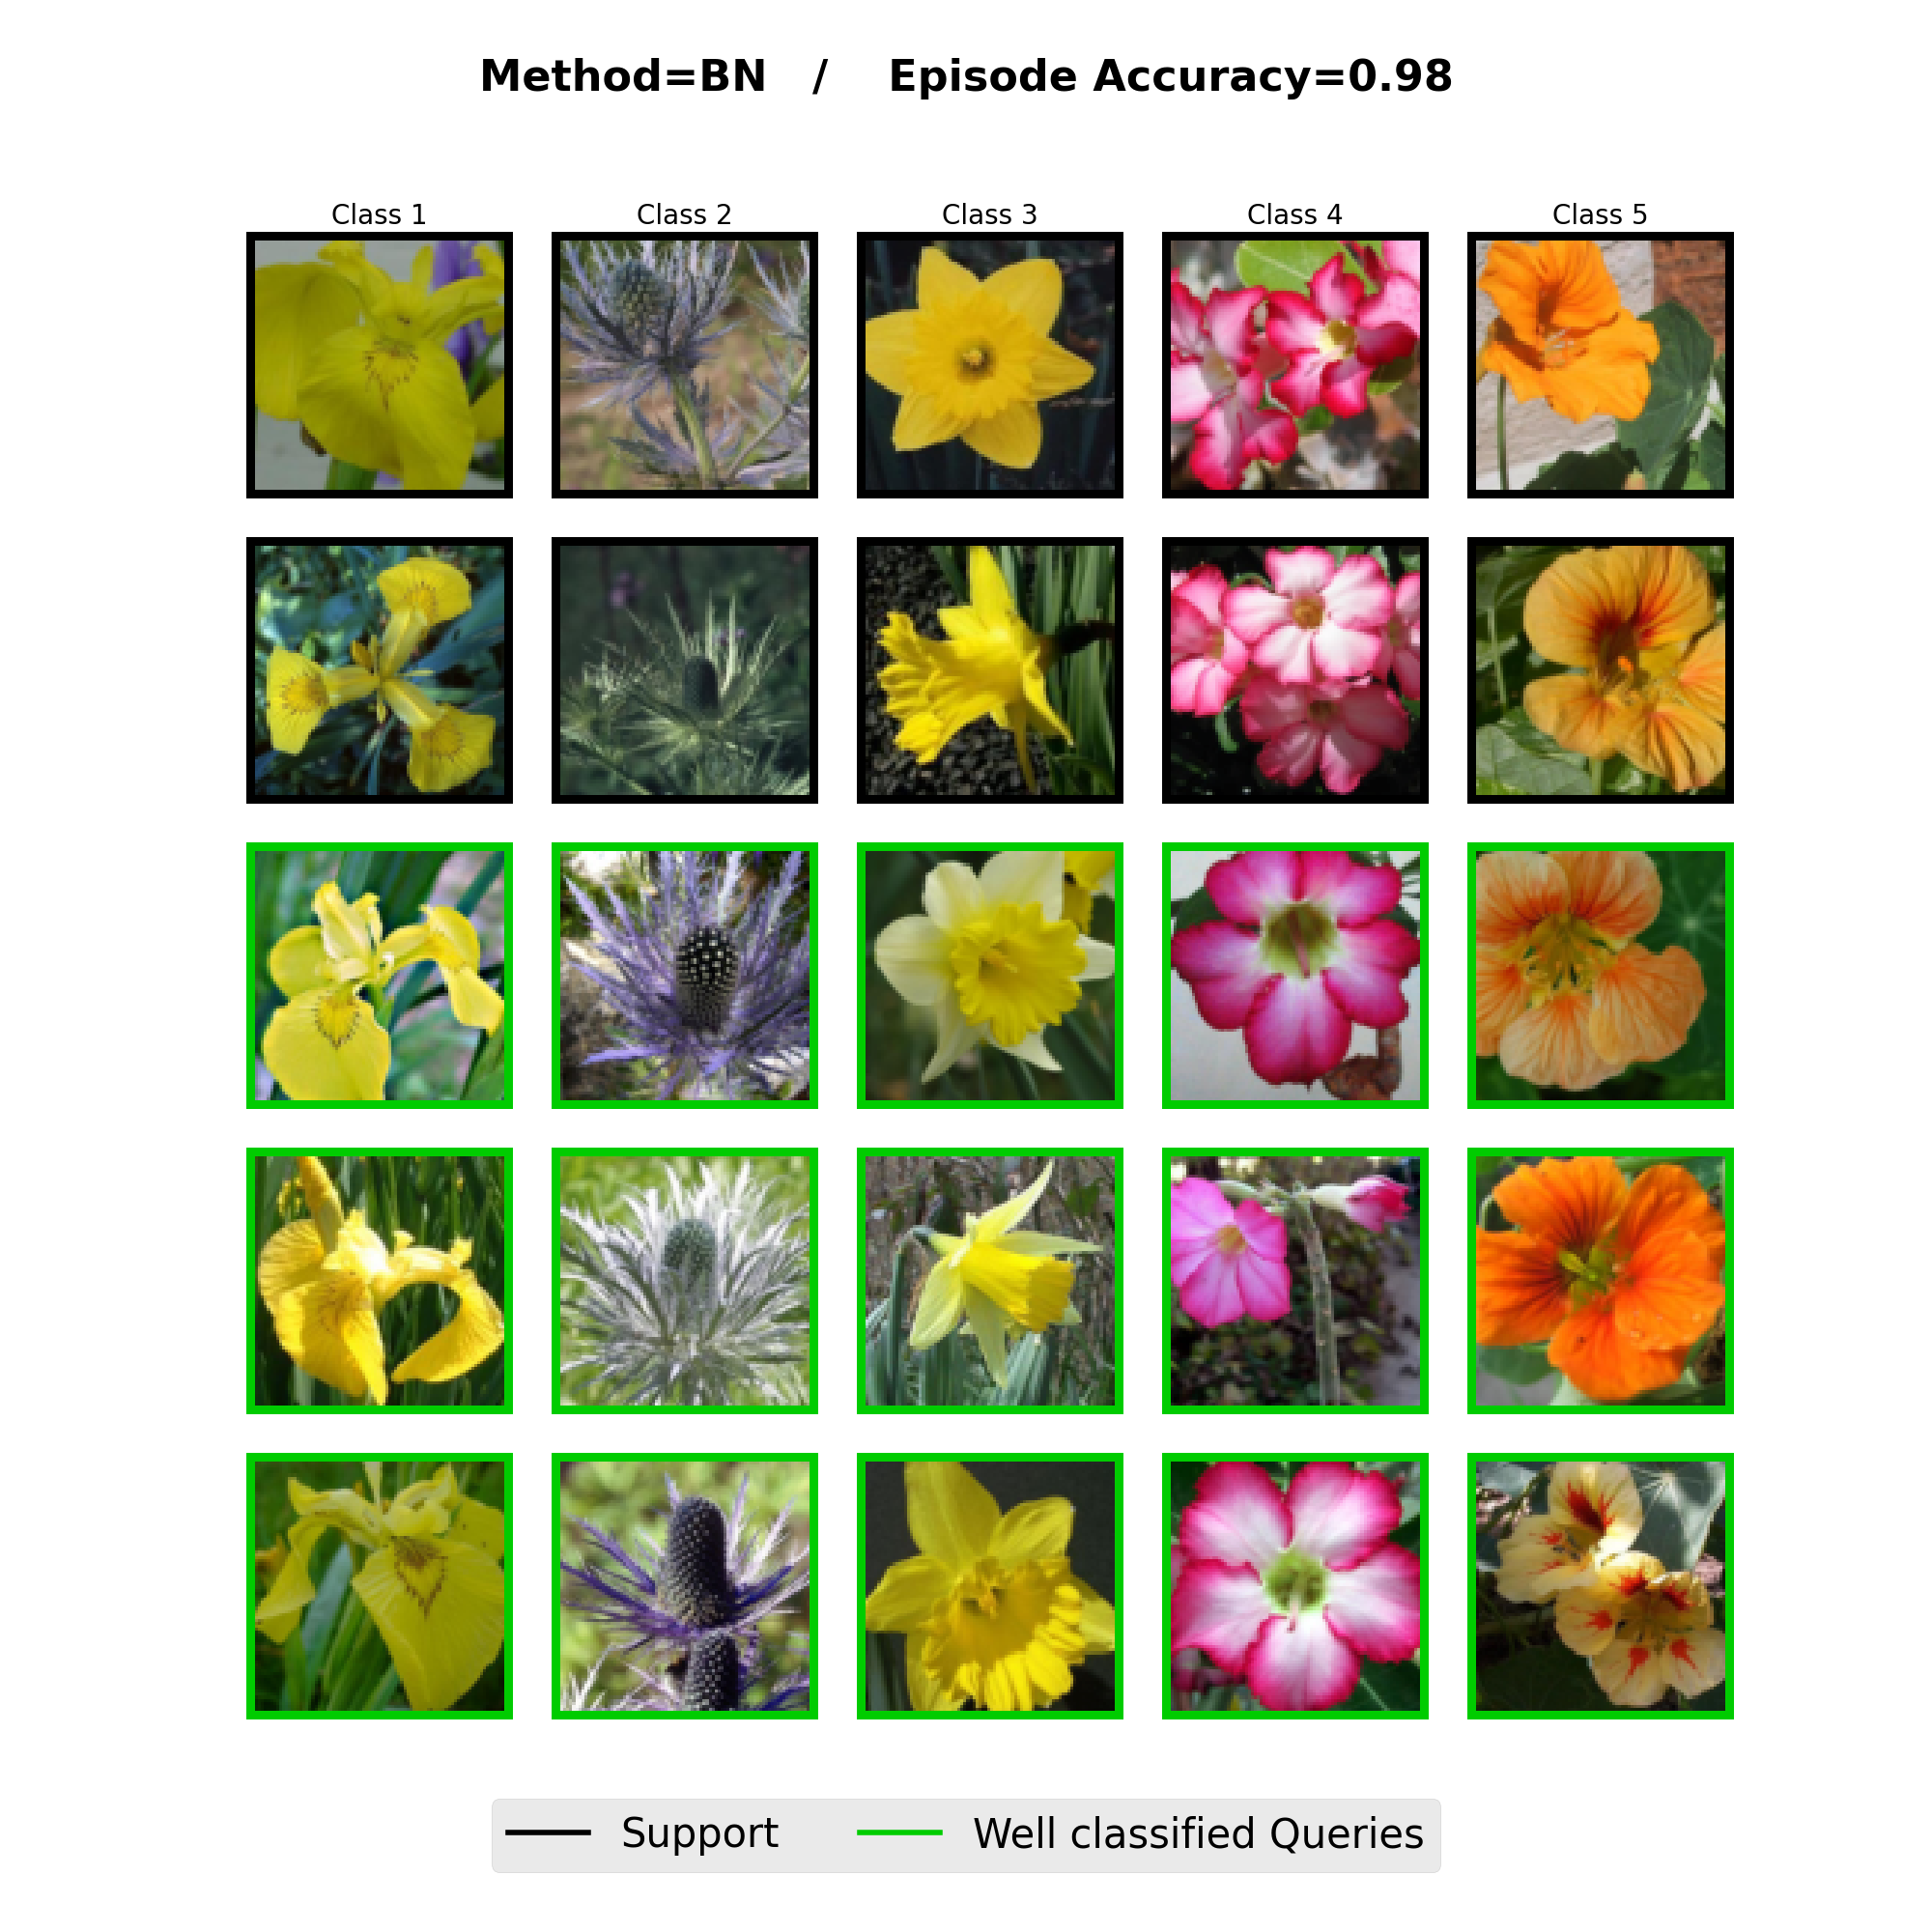 Method=BN / Episode Accuracy=0.98
Class 1 Class 2 Class 3 Class 4 Class 5
Support Well classified Queries